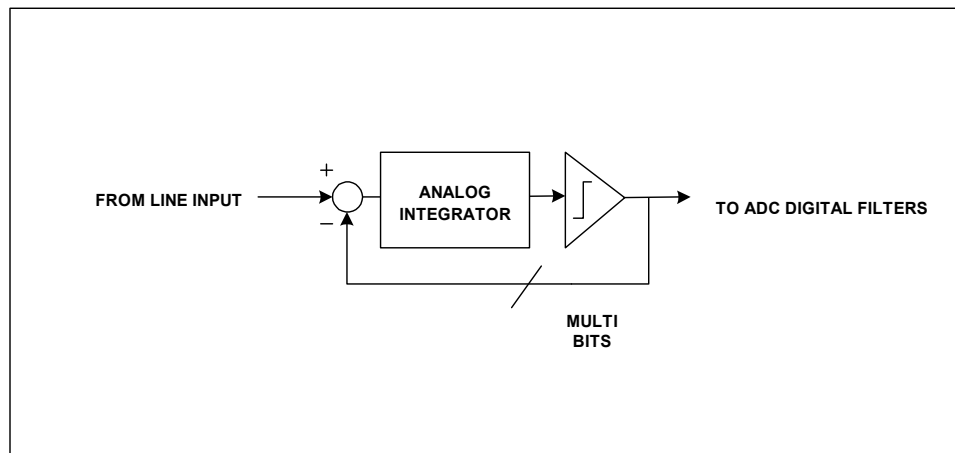 +
FROM LINE INPUT
−
ANALOG
INTEGRATOR
TO ADC DIGITAL FILTERS
MULTI
BITS